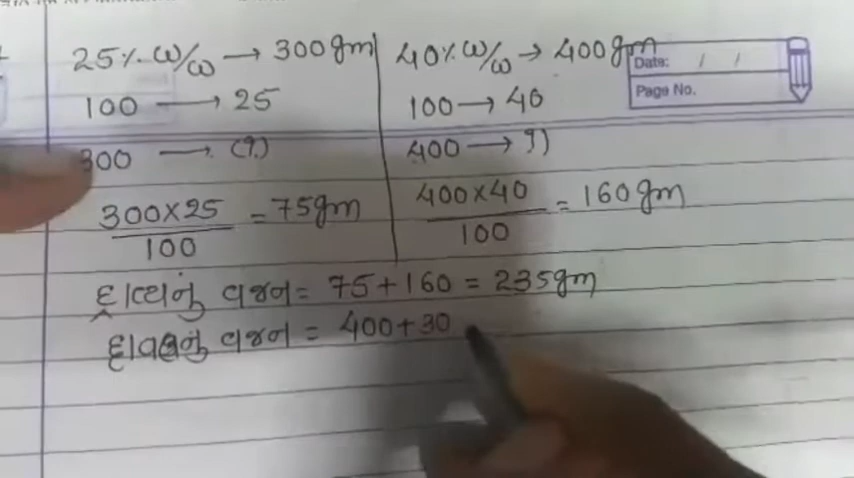 25% w/w → 300gm
100 → 25
300 → (?)
300×25/100 = 75gm
40% w/w → 400gm
100 → 40
400 → ?)
400×40/100 = 160gm
દ્રાવ્યનું વજન = 75+160 = 235gm
દ્રાવણનું વજન = 400+30
Date: / /
Page No.